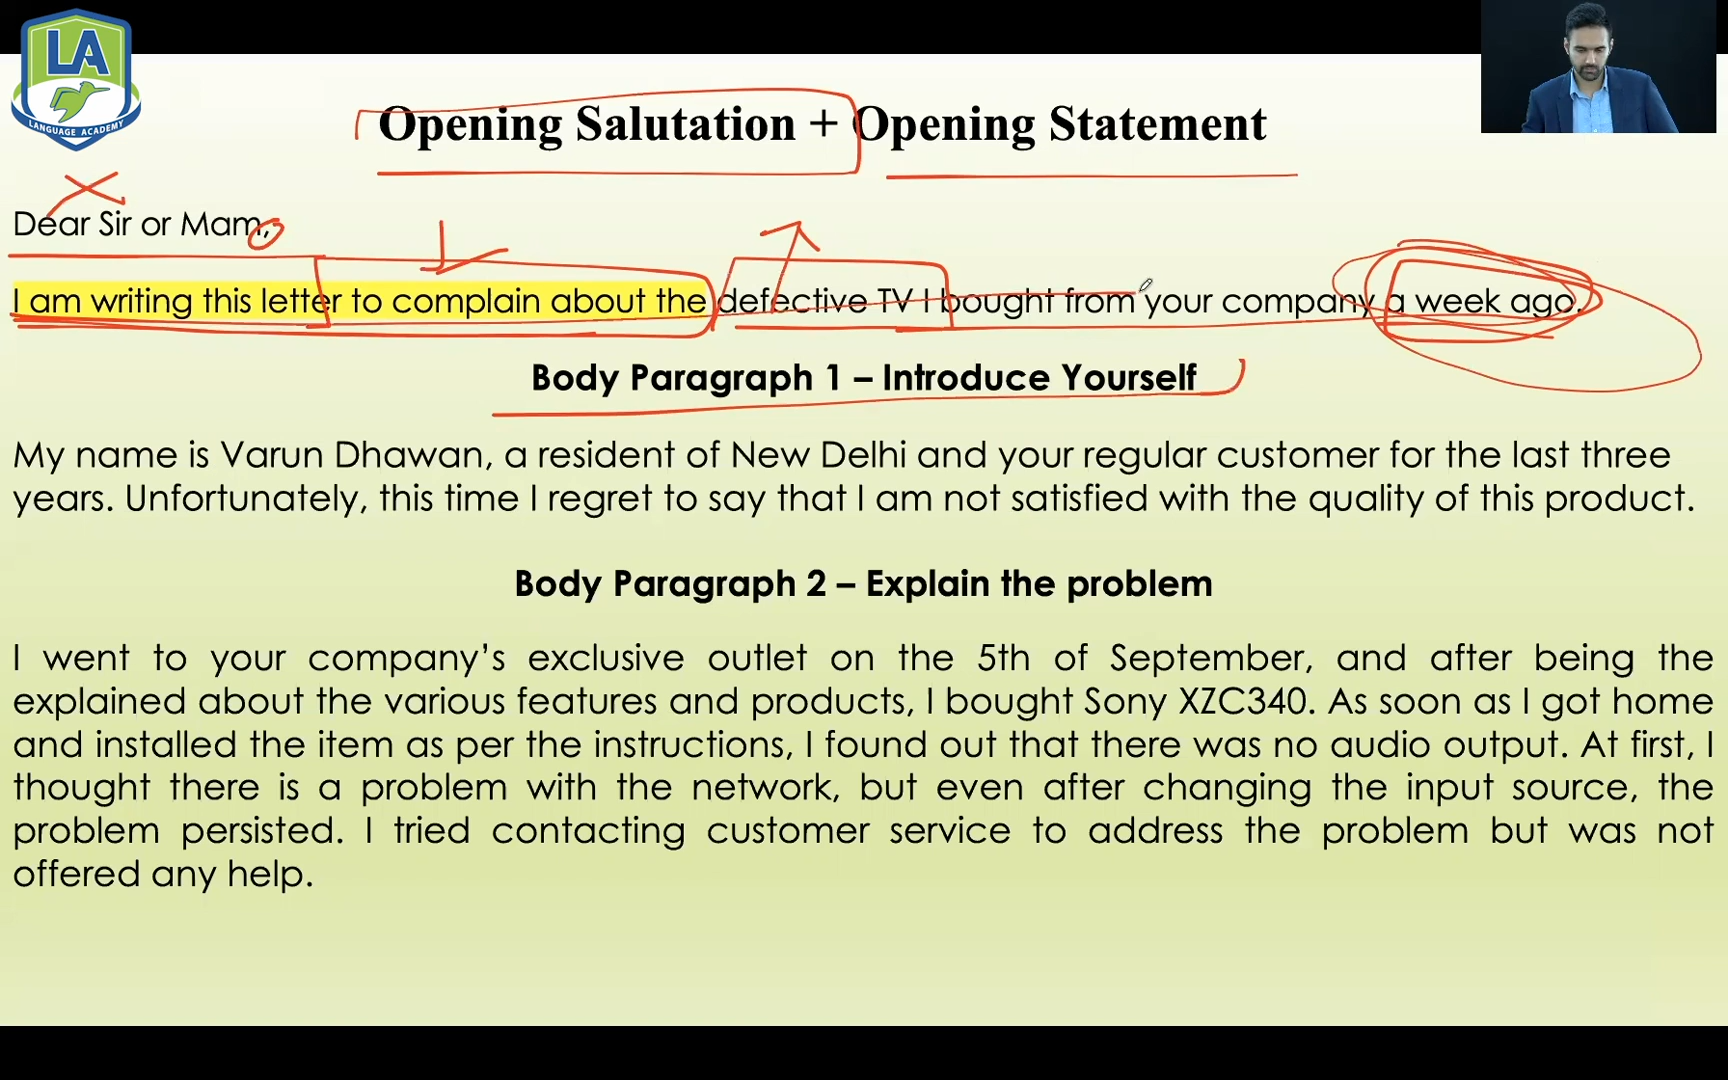 LA
LANGUAGE ACADEMY
Opening Salutation + Opening Statement
Dear Sir or Mam,
I am writing this letter to complain about the defective TV I bought from your company a week ago.
Body Paragraph 1 – Introduce Yourself
My name is Varun Dhawan, a resident of New Delhi and your regular customer for the last three
years. Unfortunately, this time I regret to say that I am not satisfied with the quality of this product.
Body Paragraph 2 – Explain the problem
I went to your company’s exclusive outlet on the 5th of September, and after being the
explained about the various features and products, I bought Sony XZC340. As soon as I got home
and installed the item as per the instructions, I found out that there was no audio output. At first, I
thought there is a problem with the network, but even after changing the input source, the
problem persisted. I tried contacting customer service to address the problem but was not
offered any help.